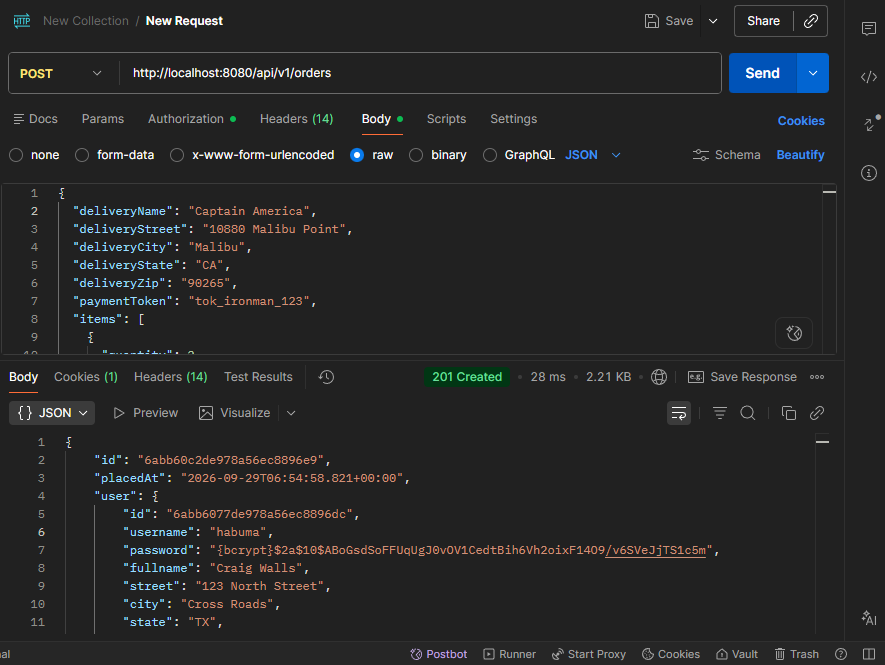 HTTP New Collection / New Request Save Share
POST http://localhost:8080/api/v1/orders Send
Docs Params Authorization Headers (14) Body Scripts Settings Cookies
none form-data x-www-form-urlencoded raw binary GraphQL JSON Schema Beautify
1 {
2 "deliveryName": "Captain America",
3 "deliveryStreet": "10880 Malibu Point",
4 "deliveryCity": "Malibu",
5 "deliveryState": "CA",
6 "deliveryZip": "90265",
7 "paymentToken": "tok_ironman_123",
8 "items": [
9 {
Body Cookies (1) Headers (14) Test Results 201 Created 28 ms 2.21 KB e.g. Save Response
{} JSON Preview Visualize
1 {
2 "id": "6abb60c2de978a56ec8896e9",
3 "placedAt": "2026-09-29T06:54:58.821+00:00",
4 "user": {
5 "id": "6abb6077de978a56ec8896dc",
6 "username": "habuma",
7 "password": "{bcrypt}$2a$10$ABoGsdSoFFUqUgJ0vOV1CedtBih6Vh2oixF14O9/v6SVeJjTS1c5m",
8 "fullname": "Craig Walls",
9 "street": "123 North Street",
10 "city": "Cross Roads",
11 "state": "TX",
AI
Postbot Runner Start Proxy Cookies Vault Trash